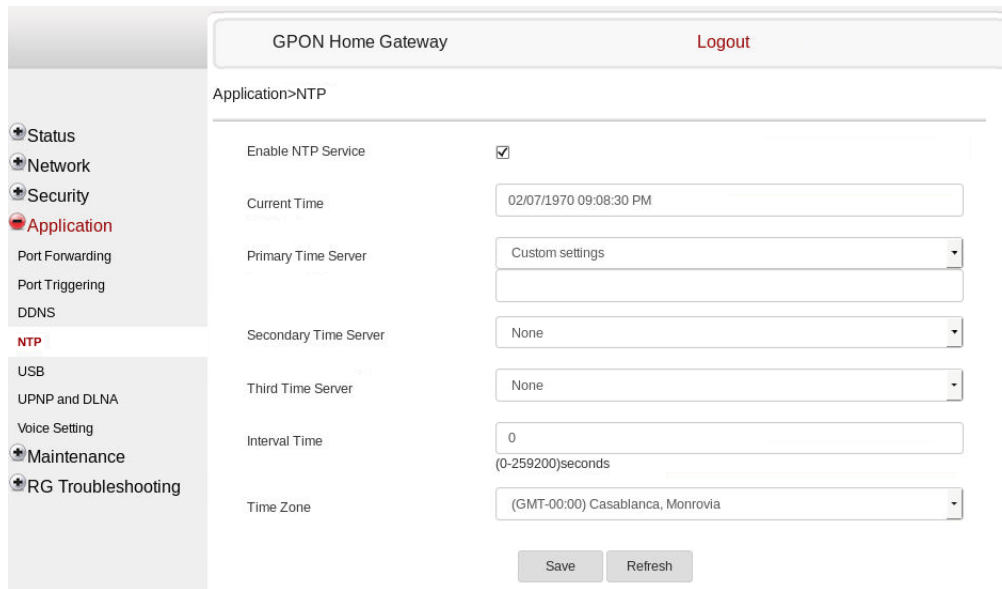 GPON Home Gateway
Logout
Application>NTP
Status
Network
Security
Application
Port Forwarding
Port Triggering
DDNS
NTP
USB
UPNP and DLNA
Voice Setting
Maintenance
RG Troubleshooting
Enable NTP Service
Current Time
02/07/1970 09:08:30 PM
Primary Time Server
Custom settings
Secondary Time Server
None
Third Time Server
None
Interval Time
0
(0-259200)seconds
Time Zone
(GMT-00:00) Casablanca, Monrovia
Save
Refresh